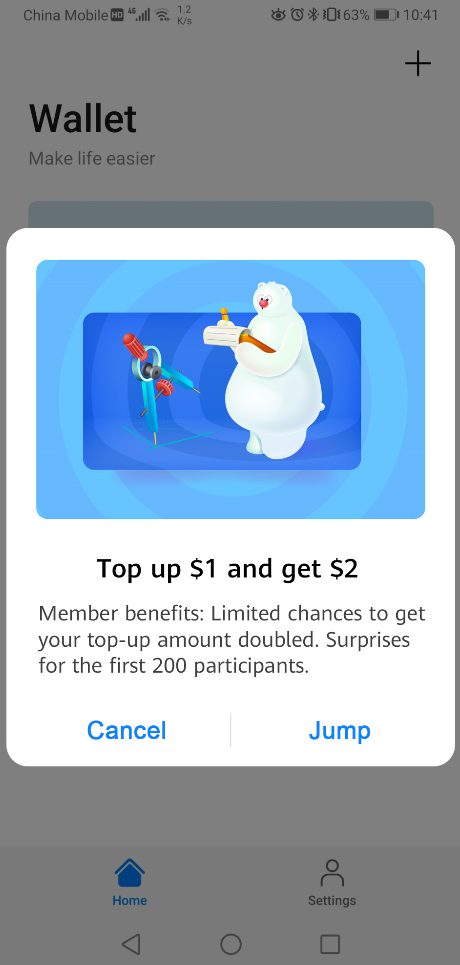 China Mobile HD 4G 1.2 K/s 63% 10:41
Wallet
Make life easier
Top up $1 and get $2
Member benefits: Limited chances to get
your top-up amount doubled. Surprises
for the first 200 participants.
Cancel Jump
Home Settings